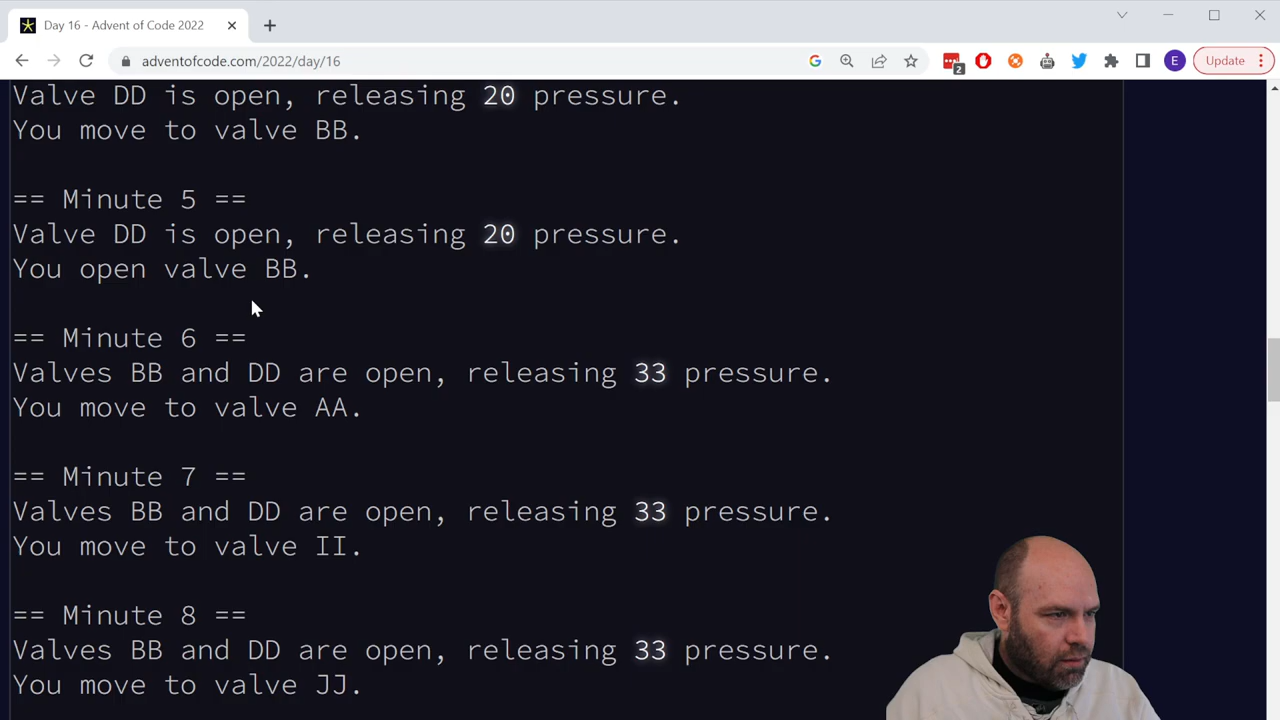 Day 16 - Advent of Code 2022
adventofcode.com/2022/day/16
2
E
Update
Valve DD is open, releasing 20 pressure.
You move to valve BB.
== Minute 5 ==
Valve DD is open, releasing 20 pressure.
You open valve BB.
== Minute 6 ==
Valves BB and DD are open, releasing 33 pressure.
You move to valve AA.
== Minute 7 ==
Valves BB and DD are open, releasing 33 pressure.
You move to valve II.
== Minute 8 ==
Valves BB and DD are open, releasing 33 pressure.
You move to valve JJ.